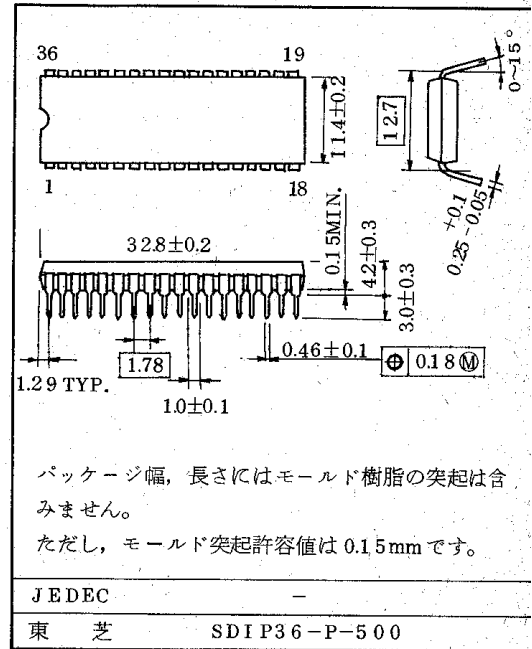 36
19
0~15°
11.4±0.2
12.7
1
18
+0.1
0.25-0.05
32.8±0.2
0.15MIN.
4.2±0.3
3.0±0.3
1.78
0.46±0.1
⌖ 0.18Ⓜ
1.29 TYP.
1.0±0.1
パッケージ幅，長さにはモールド樹脂の突起は含
みません。
ただし，モールド突起許容値は0.15mmです。
JEDEC −
東 芝 SDIP36-P-500